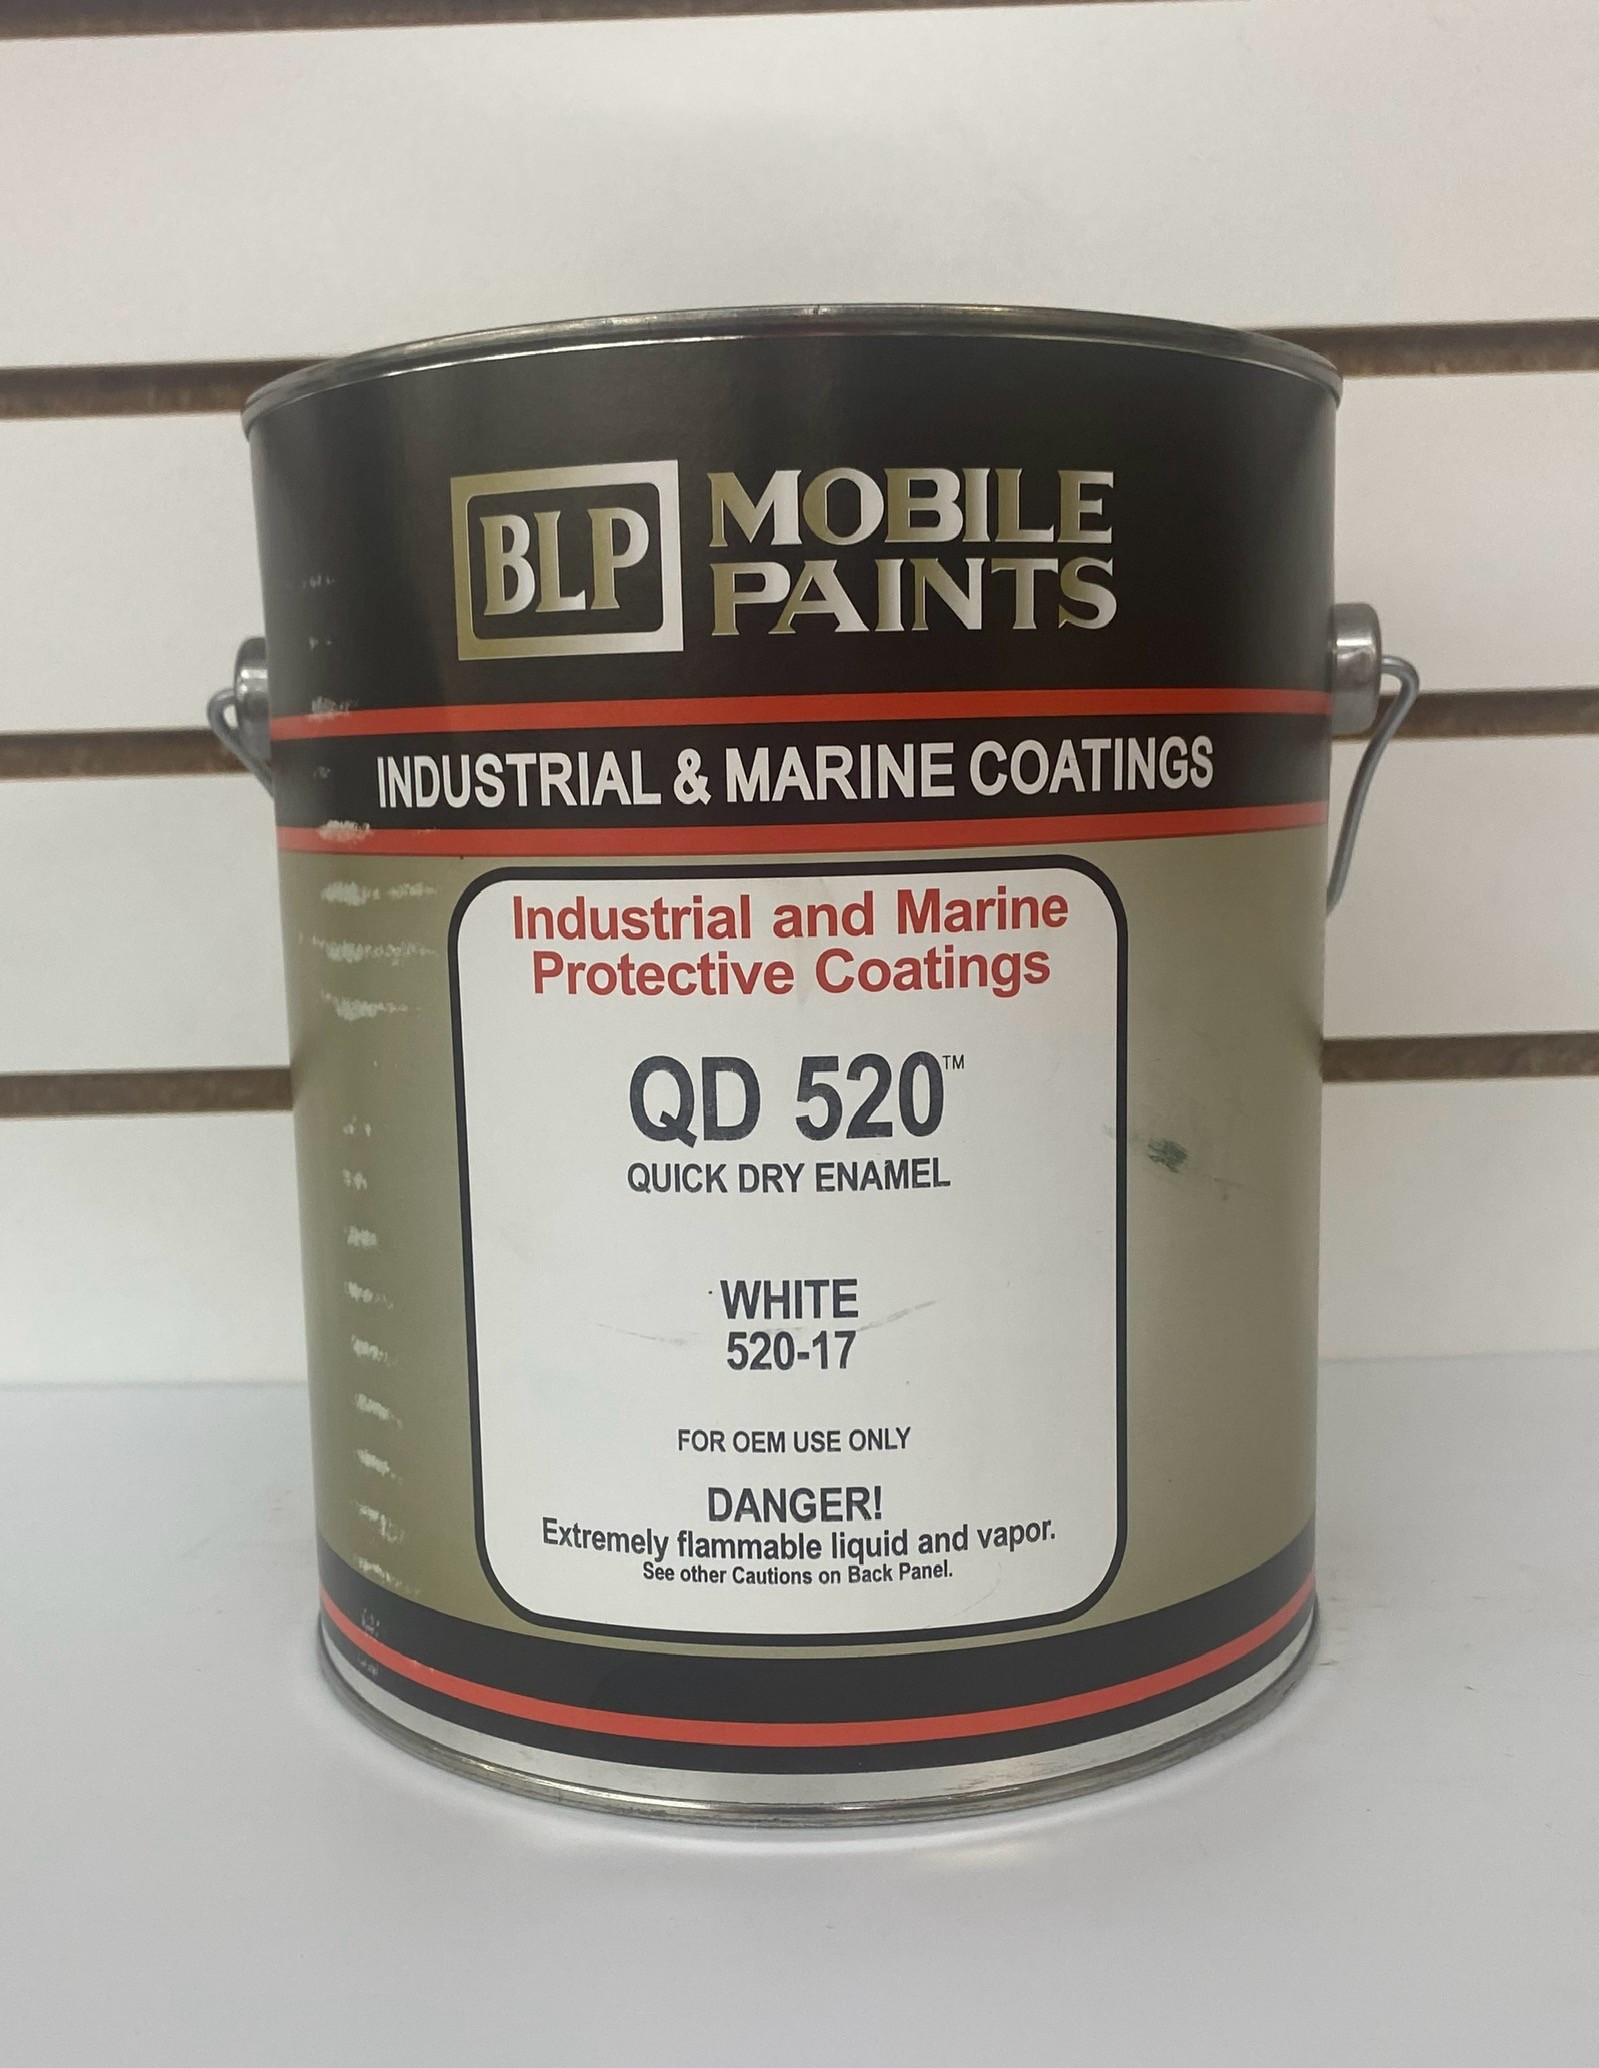 BLP
MOBILE
PAINTS
INDUSTRIAL & MARINE COATINGS
Industrial and Marine
Protective Coatings
QD 520™
QUICK DRY ENAMEL
WHITE
520-17
FOR OEM USE ONLY
DANGER!
Extremely flammable liquid and vapor.
See other Cautions on Back Panel.